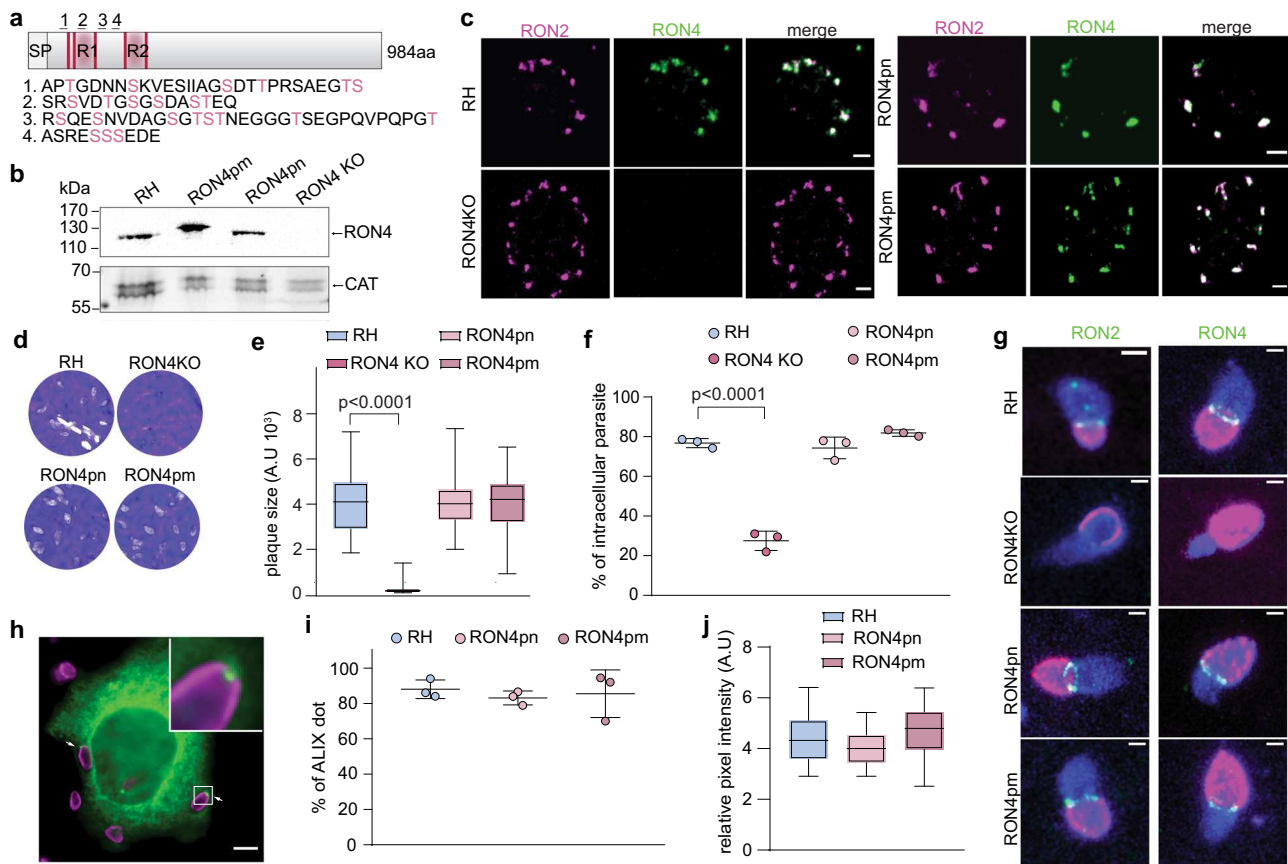 a
1 2 3 4
SP R1 R2 984aa
1. APTGDNNSKVESIIAGSDTTPRSAEGTS
2. SRSVDTGSGSDASTEQ
3. RSQESNVDAGSGTSTNEGGGTSEGPQVPQPGT
4. ASRESSSEDE
b
kDa RH RON4pm RON4pn RON4 KO
170
130
110
←RON4
70
55
←CAT
c
RON2 RON4 merge
RH
RON4KO
RON2 RON4 merge
RON4pn
RON4pm
d
RH RON4KO
RON4pn RON4pm
e
RH RON4pn
RON4 KO RON4pm
p<0.0001
plaque size (A.U 10³)
8
6
4
2
0
f
RH RON4pn
RON4 KO RON4pm
p<0.0001
% of intracellular parasite
100
80
60
40
20
0
g
RON2 RON4
RH
RON4KO
RON4pn
RON4pm
h
i
RH RON4pn RON4pm
% of ALIX dot
100
80
60
40
20
0
j
RH
RON4pn
RON4pm
relative pixel intensity (A.U)
8
6
4
2
0